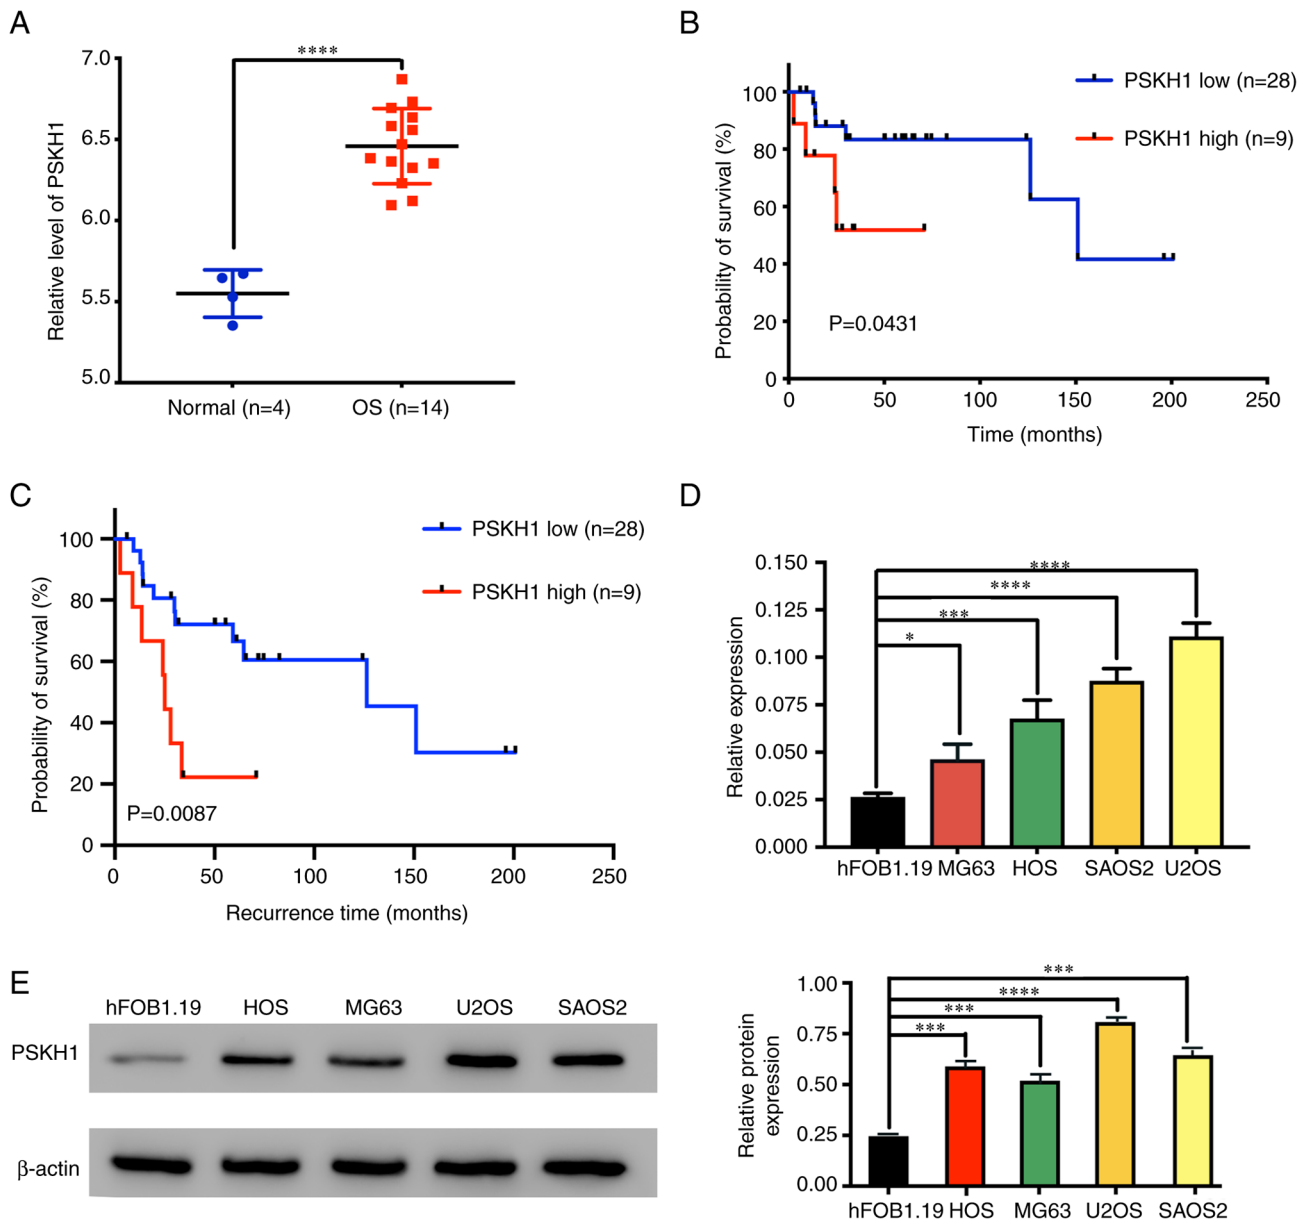 A
Relative level of PSKH1
7.0
6.5
6.0
5.5
5.0
****
Normal (n=4)
OS (n=14)
B
Probability of survival (%)
100
80
60
40
20
0
PSKH1 low (n=28)
PSKH1 high (n=9)
P=0.0431
0 50 100 150 200 250
Time (months)
C
Probability of survival (%)
100
80
60
40
20
0
PSKH1 low (n=28)
PSKH1 high (n=9)
P=0.0087
0 50 100 150 200 250
Recurrence time (months)
D
Relative expression
0.150
0.125
0.100
0.075
0.050
0.025
0.000
****
****
***
*
hFOB1.19 MG63 HOS SAOS2 U2OS
E
hFOB1.19 HOS MG63 U2OS SAOS2
PSKH1
β-actin
Relative protein
expression
1.00
0.75
0.50
0.25
0.00
***
****
***
***
hFOB1.19 HOS MG63 U2OS SAOS2